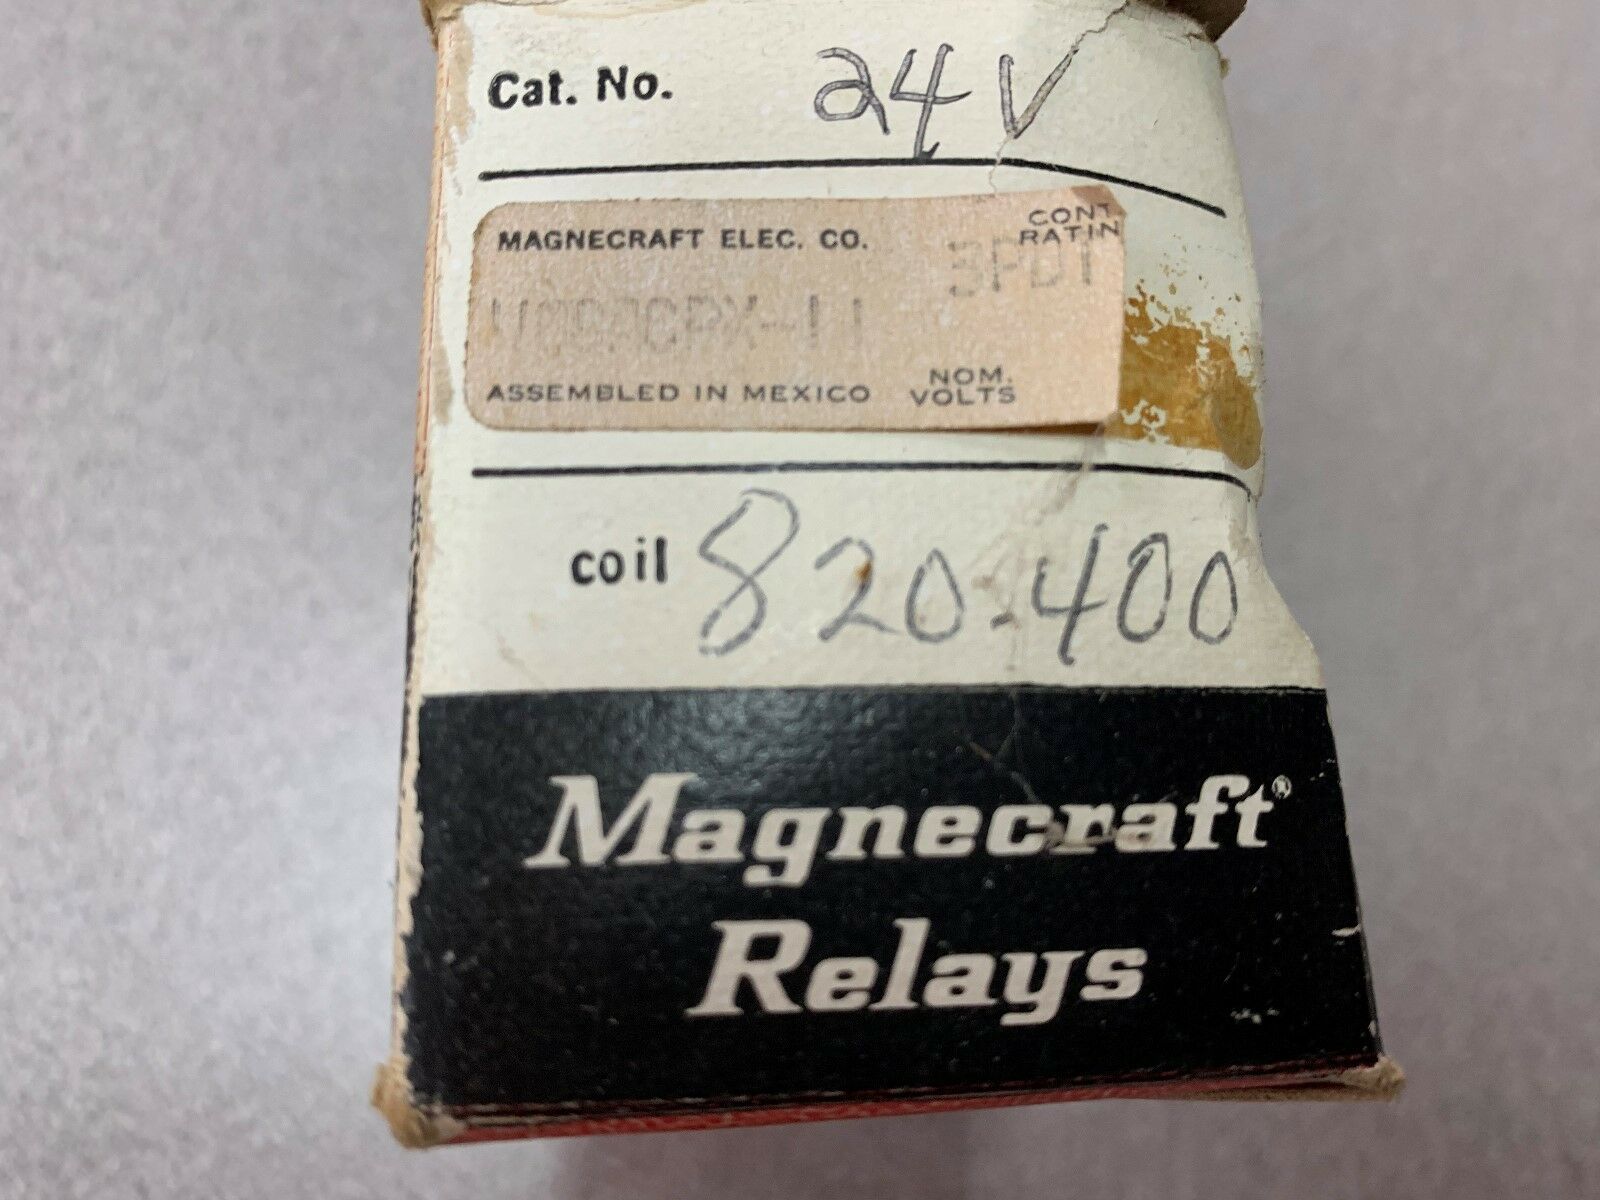 Cat. No. 24V
CONT.
MAGNECRAFT ELEC. CO. RATIN
3PDT
ASSEMBLED IN MEXICO NOM. VOLTS
coil 820.400
Magnecraft®
Relays